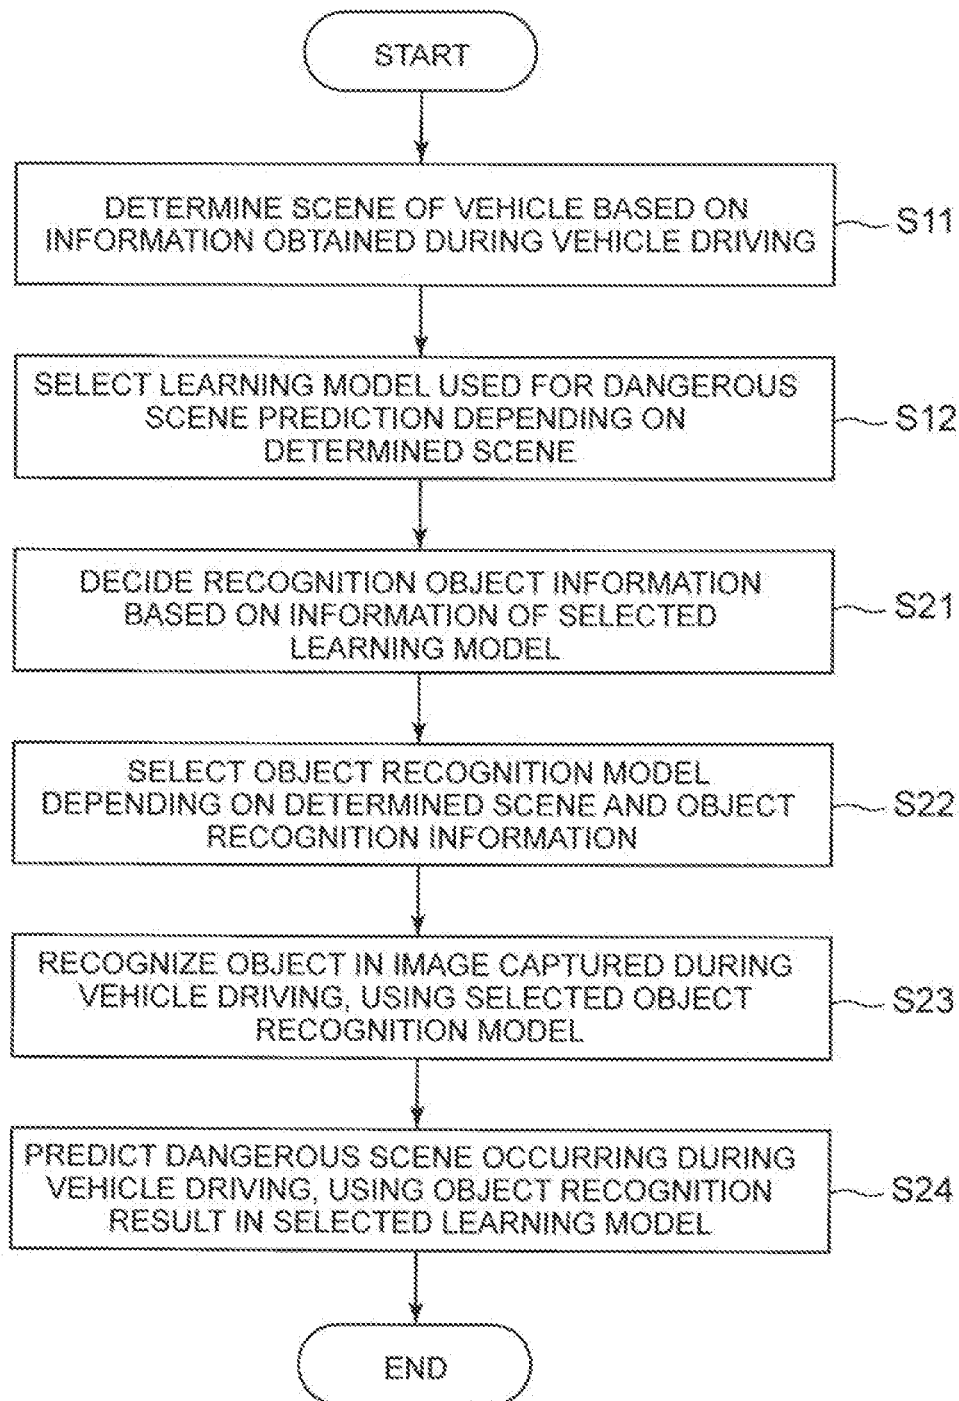 START
DETERMINE SCENE OF VEHICLE BASED ON
INFORMATION OBTAINED DURING VEHICLE DRIVING
S11
SELECT LEARNING MODEL USED FOR DANGEROUS
SCENE PREDICTION DEPENDING ON
DETERMINED SCENE
S12
DECIDE RECOGNITION OBJECT INFORMATION
BASED ON INFORMATION OF SELECTED
LEARNING MODEL
S21
SELECT OBJECT RECOGNITION MODEL
DEPENDING ON DETERMINED SCENE AND OBJECT
RECOGNITION INFORMATION
S22
RECOGNIZE OBJECT IN IMAGE CAPTURED DURING
VEHICLE DRIVING, USING SELECTED OBJECT
RECOGNITION MODEL
S23
PREDICT DANGEROUS SCENE OCCURRING DURING
VEHICLE DRIVING, USING OBJECT RECOGNITION
RESULT IN SELECTED LEARNING MODEL
S24
END